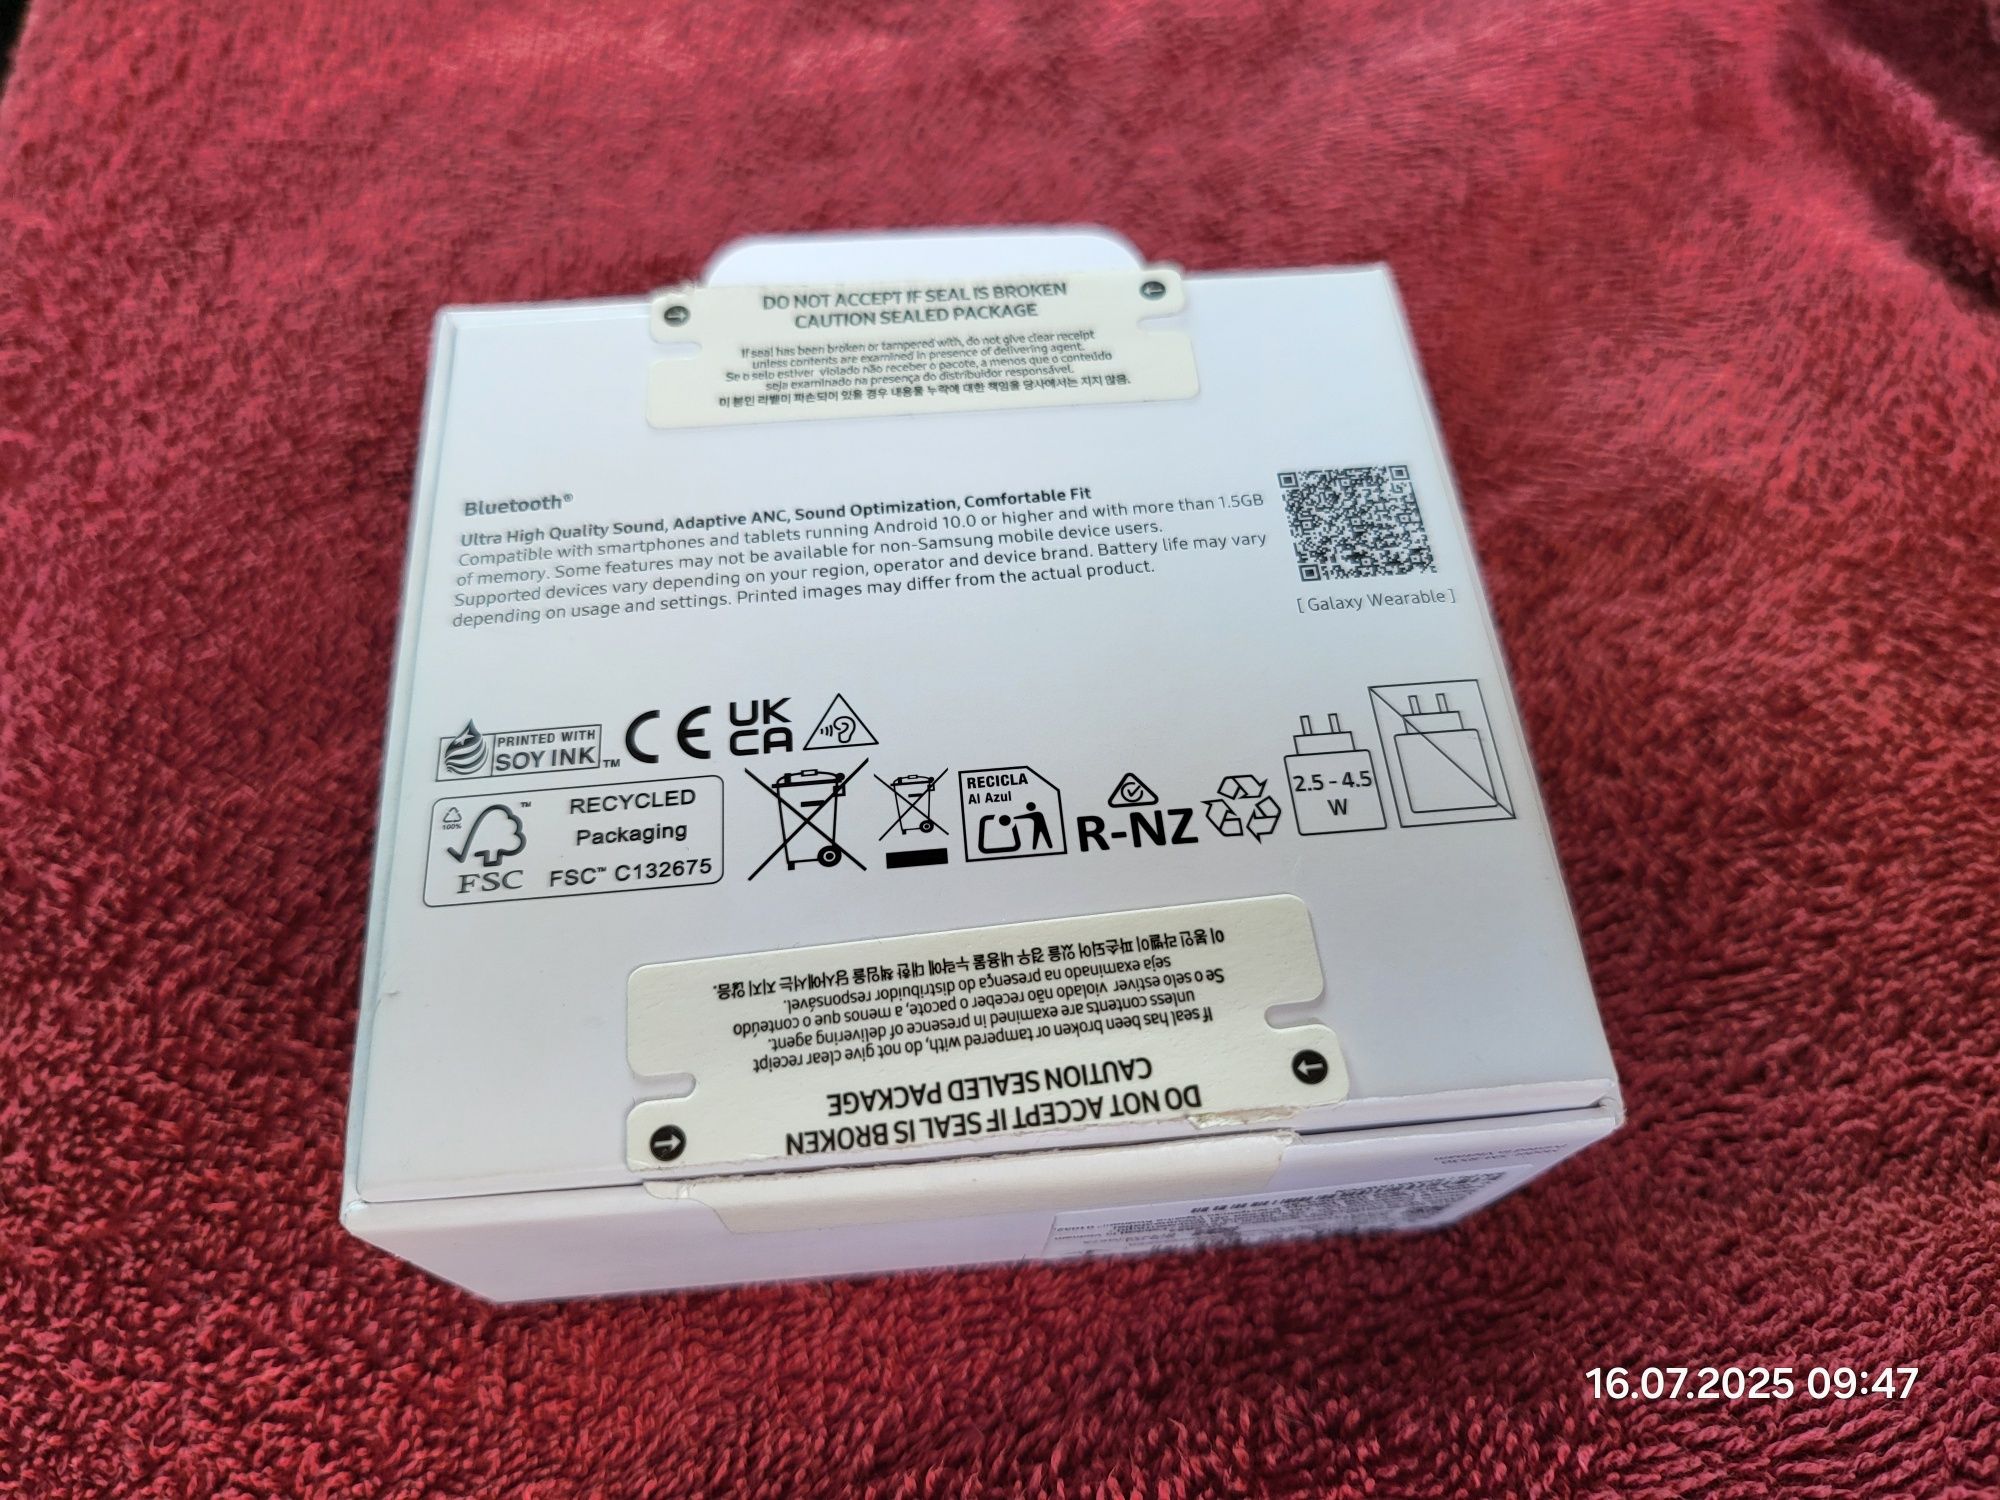 DO NOT ACCEPT IF SEAL IS BROKEN
CAUTION SEALED PACKAGE
If seal has been broken or tampered with, do not give clear receipt
unless contents are examined in presence of delivering agent.
Se o selo estiver violado não receber o pacote, a menos que o conteúdo
seja examinado na presença do distribuidor responsável.
이 봉인 라벨이 파손되어 있을 경우 내용물 누락에 대한 책임을 당사에서는 지지 않음.
Bluetooth®
Ultra High Quality Sound, Adaptive ANC, Sound Optimization, Comfortable Fit
Compatible with smartphones and tablets running Android 10.0 or higher and with more than 1.5GB
of memory. Some features may not be available for non-Samsung mobile device users.
Supported devices vary depending on your region, operator and device brand. Battery life may vary
depending on usage and settings. Printed images may differ from the actual product.
[ Galaxy Wearable ]
PRINTED WITH
SOY INK™
CE
UK
CA
100%
FSC
™
RECYCLED
Packaging
FSC™ C132675
RECICLA
Al Azul
R-NZ
2.5 - 4.5
W
DO NOT ACCEPT IF SEAL IS BROKEN
CAUTION SEALED PACKAGE
If seal has been broken or tampered with, do not give clear receipt
unless contents are examined in presence of delivering agent.
Se o selo estiver violado não receber o pacote, a menos que o conteúdo
seja examinado na presença do distribuidor responsável.
이 봉인 라벨이 파손되어 있을 경우 내용물 누락에 대한 책임을 당사에서는 지지 않음.
16.07.2025 09:47